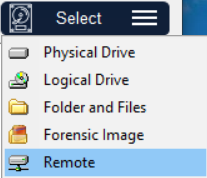 Select
Physical Drive
Logical Drive
Folder and Files
Forensic Image
Remote